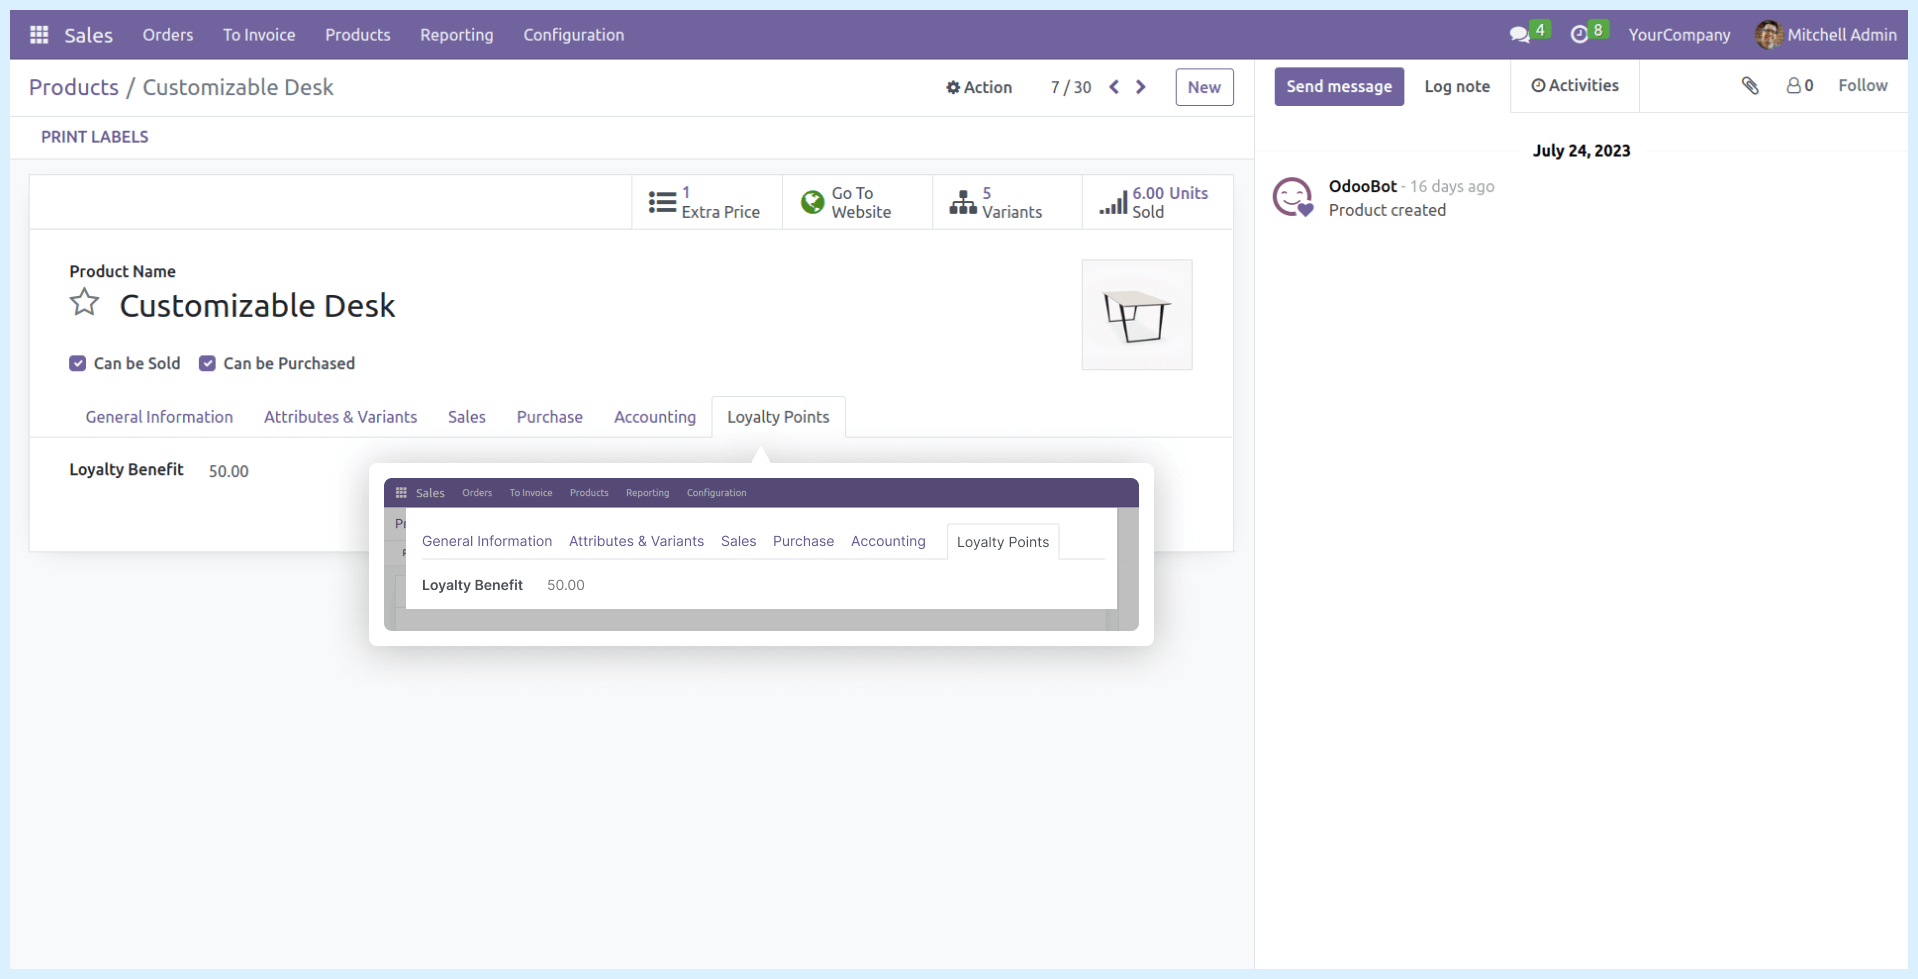 Sales Orders To Invoice Products Reporting Configuration 4 8 YourCompany Mitchell Admin
Products / Customizable Desk Action 7 / 30 New Send message Log note Activities 0 Follow
PRINT LABELS
July 24, 2023
1
Extra Price
Go To
Website
5
Variants
6.00 Units
Sold
OdooBot - 16 days ago
Product created
Product Name
Customizable Desk
Can be Sold Can be Purchased
General Information Attributes & Variants Sales Purchase Accounting Loyalty Points
Loyalty Benefit 50.00
Sales Orders To Invoice Products Reporting Configuration
General Information Attributes & Variants Sales Purchase Accounting Loyalty Points
Loyalty Benefit 50.00